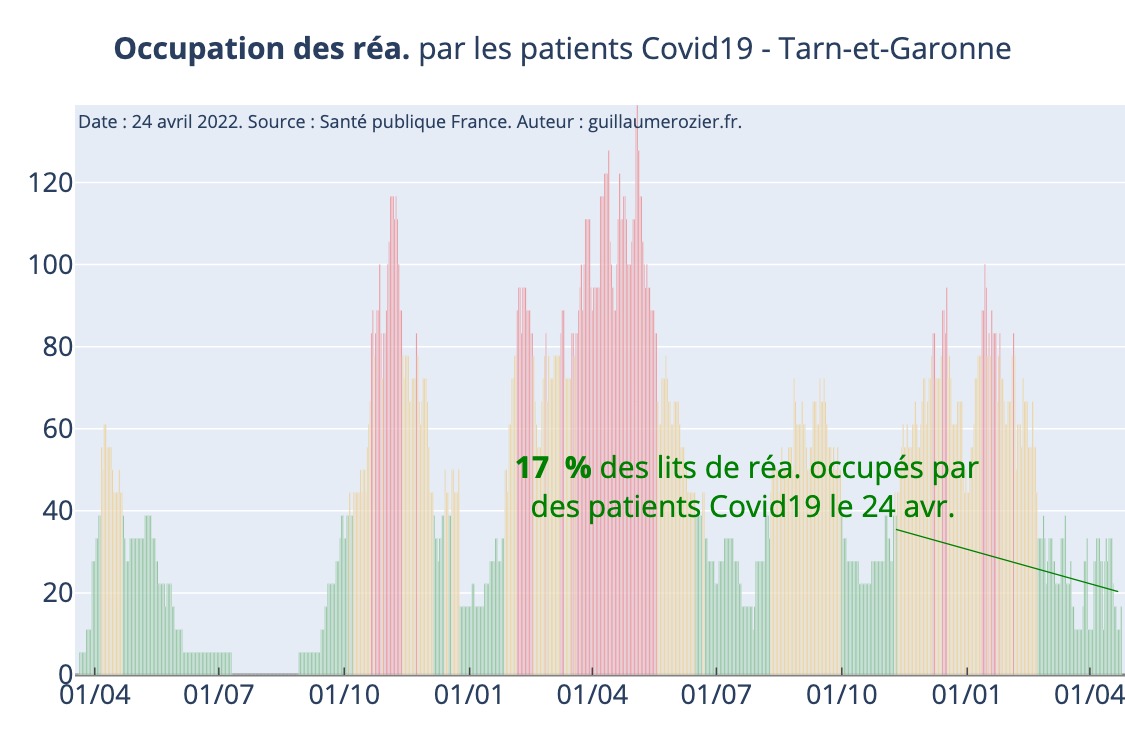 Occupation des réa. par les patients Covid19 - Tarn-et-Garonne
Date : 24 avril 2022. Source : Santé publique France. Auteur : guillaumerozier.fr.
120
100
80
60
17 % des lits de réa. occupés par
des patients Covid19 le 24 avr.
40
20
0
01/04 01/07 01/10 01/01 01/04 01/07 01/10 01/01 01/04